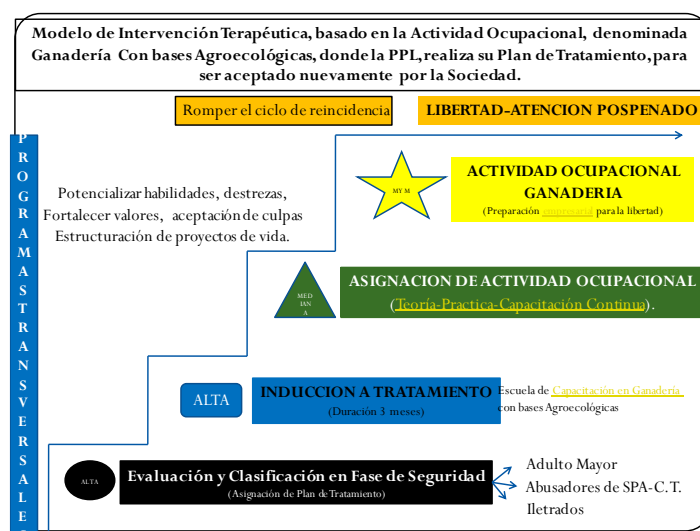 Modelo de Intervención Terapéutica, basado en la Actividad Ocupacional, denominada
Ganadería Con bases Agroecológicas, donde la PPL, realiza su Plan de Tratamiento, para
ser aceptado nuevamente por la Sociedad.
Romper el ciclo de reincidencia
LIBERTAD-ATENCION POSPENADO
PROGRAMAS TRANSVERSALES
MY M
ACTIVIDAD OCUPACIONAL
GANADERIA
(Preparación empresarial para la libertad)
Potencializar habilidades, destrezas,
Fortalecer valores, aceptación de culpas
Estructuración de proyectos de vida.
MED
IAN
A
ASIGNACION DE ACTIVIDAD OCUPACIONAL
(Teoría-Practica-Capacitación Continua).
ALTA
INDUCCION A TRATAMIENTO
(Duración 3 meses)
Escuela de Capacitación en Ganadería
con bases Agroecológicas
ALTA
Evaluación y Clasificación en Fase de Seguridad
(Asignación de Plan de Tratamiento)
Adulto Mayor
Abusadores de SPA-C.T.
Iletrados